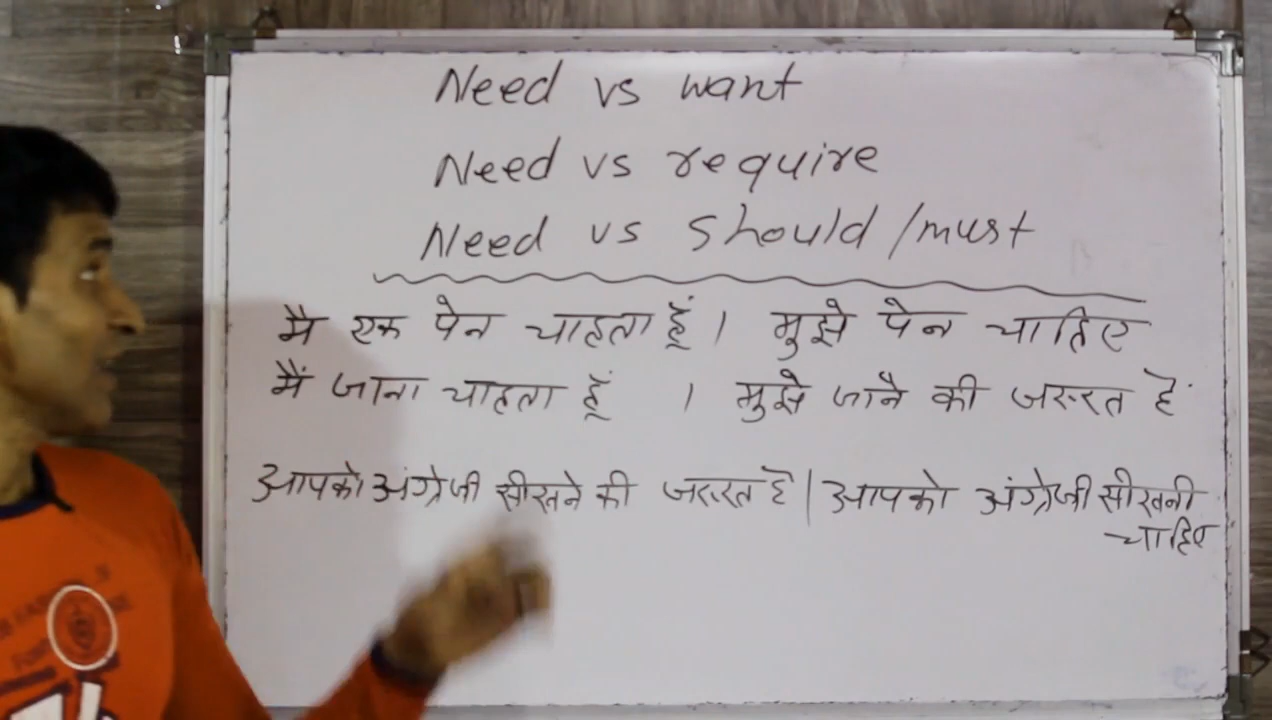 Need vs want
Need vs require
Need vs should/must
मै एक पेन चाहता हूँ। मुझे पेन चाहिए
मैं जाना चाहता हूँ । मुझे जाने की जरूरत है
आपको अंग्रेजी सीखने की जरूरत है | आपको अंग्रेजी सीखनी
चाहिए